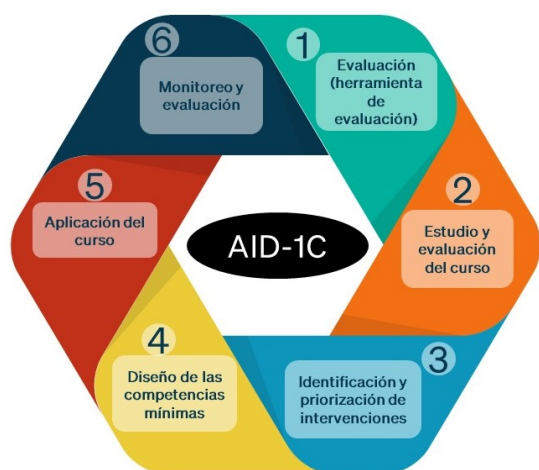 1
Evaluación
(herramienta
de
evaluación)
2
Estudio y
evaluación
del curso
3
Identificación y
priorización de
intervenciones
4
Diseño de las
competencias
mínimas
5
Aplicación del
curso
6
Monitoreo y
evaluación
AID-1C